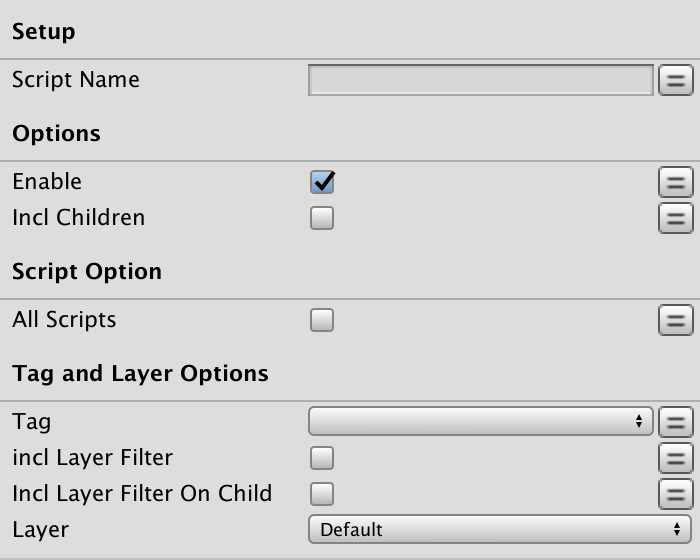 Setup
Script Name
Options
Enable
Incl Children
Script Option
All Scripts
Tag and Layer Options
Tag
incl Layer Filter
Incl Layer Filter On Child
Layer Default